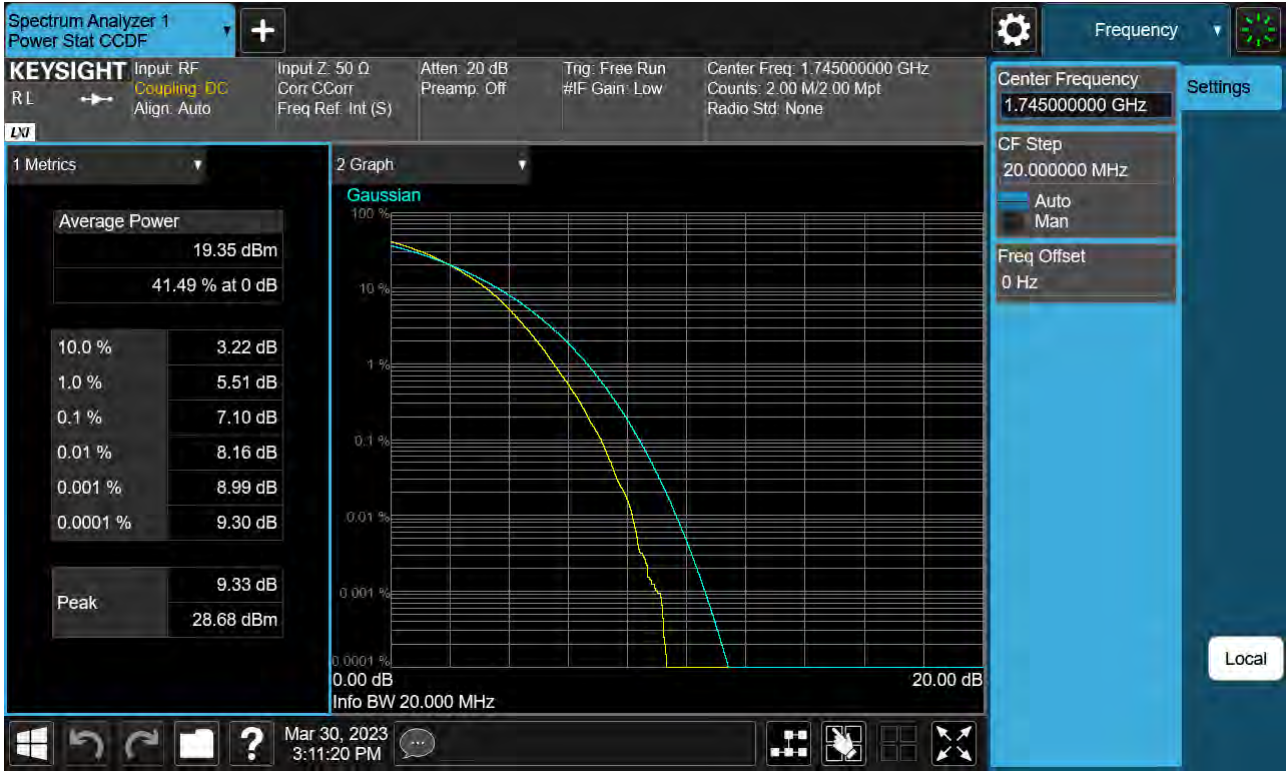 Spectrum Analyzer 1
Power Stat CCDF
Frequency
KEYSIGHT
RL
LXI
Input: RF
Coupling: DC
Align: Auto
Input Z: 50 Ω
Corr CCorr
Freq Ref: Int (S)
Atten: 20 dB
Preamp: Off
Trig: Free Run
#IF Gain: Low
Center Freq: 1.745000000 GHz
Counts: 2.00 M/2.00 Mpt
Radio Std: None
Center Frequency
1.745000000 GHz
Settings
CF Step
20.000000 MHz
Auto
Man
Freq Offset
0 Hz
Local
1 Metrics
Average Power
19.35 dBm
41.49 % at 0 dB
10.0 % 3.22 dB
1.0 % 5.51 dB
0.1 % 7.10 dB
0.01 % 8.16 dB
0.001 % 8.99 dB
0.0001 % 9.30 dB
Peak
9.33 dB
28.68 dBm
2 Graph
Gaussian
100 %
10 %
1 %
0.1 %
0.01 %
0.001 %
0.0001 %
0.00 dB 20.00 dB
Info BW 20.000 MHz
?
Mar 30, 2023
3:11:20 PM